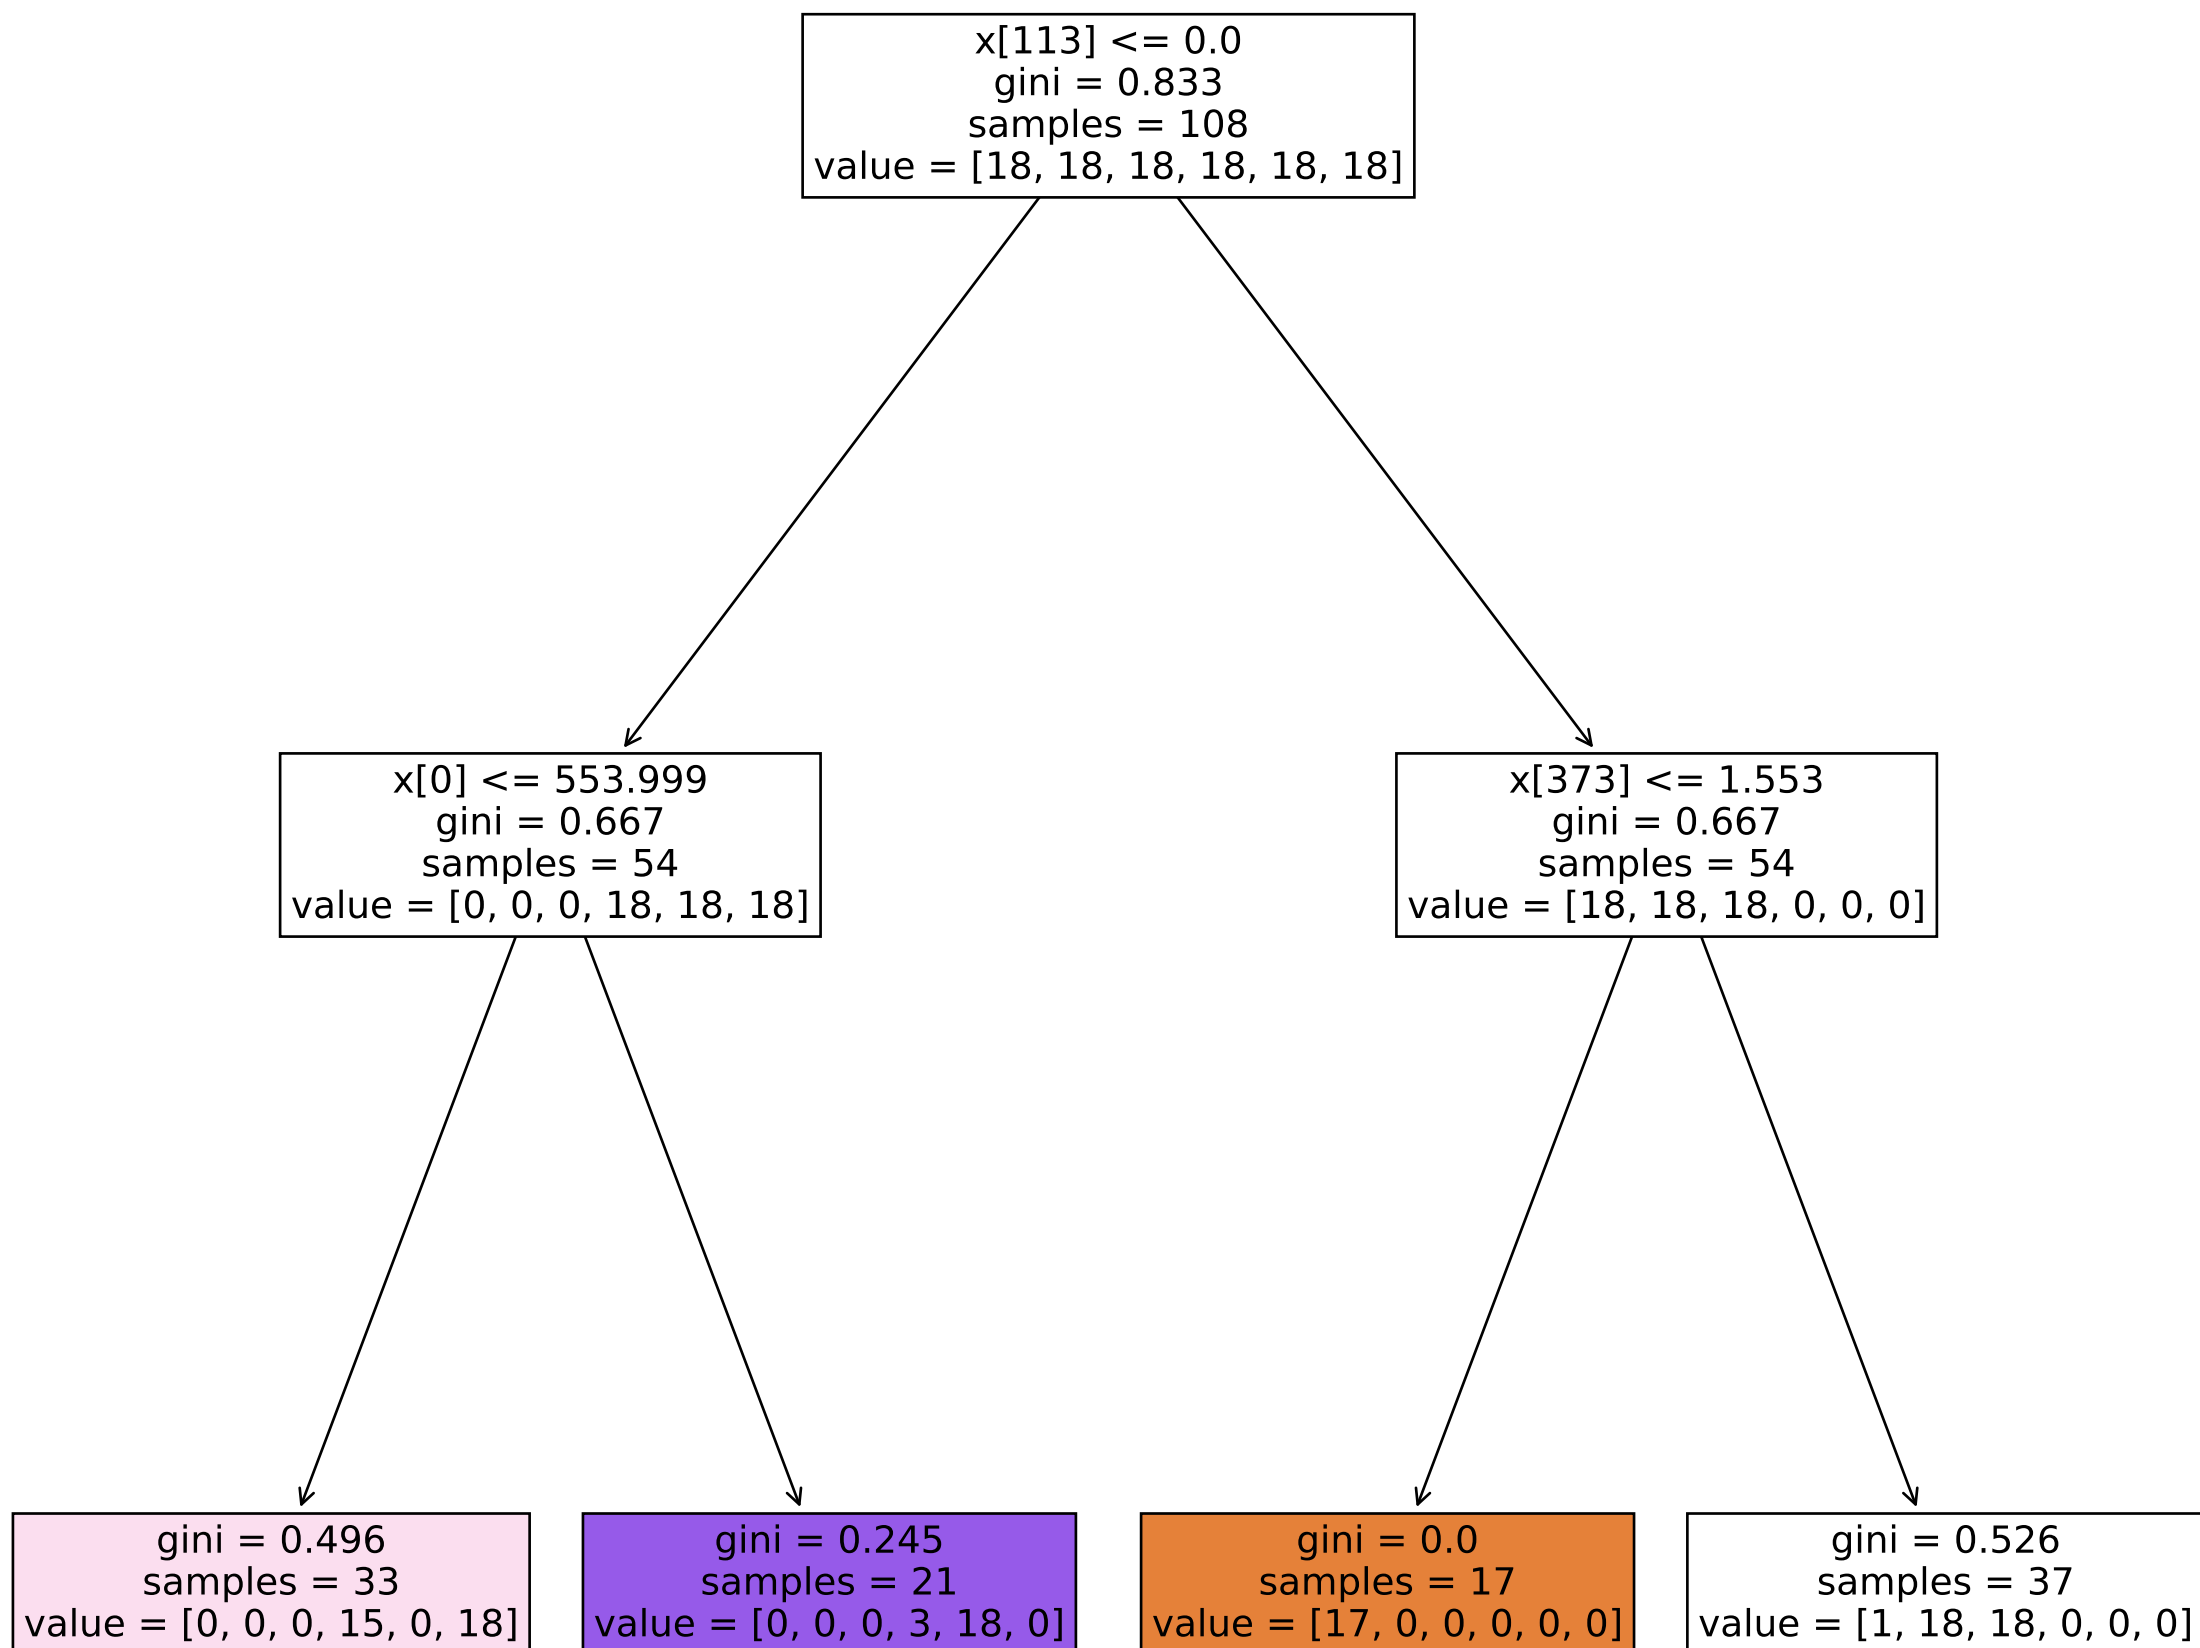 x[113] <= 0.0
gini = 0.833
samples = 108
value = [18, 18, 18, 18, 18, 18]
x[0] <= 553.999
gini = 0.667
samples = 54
value = [0, 0, 0, 18, 18, 18]
x[373] <= 1.553
gini = 0.667
samples = 54
value = [18, 18, 18, 0, 0, 0]
gini = 0.496
samples = 33
value = [0, 0, 0, 15, 0, 18]
gini = 0.245
samples = 21
value = [0, 0, 0, 3, 18, 0]
gini = 0.0
samples = 17
value = [17, 0, 0, 0, 0, 0]
gini = 0.526
samples = 37
value = [1, 18, 18, 0, 0, 0]